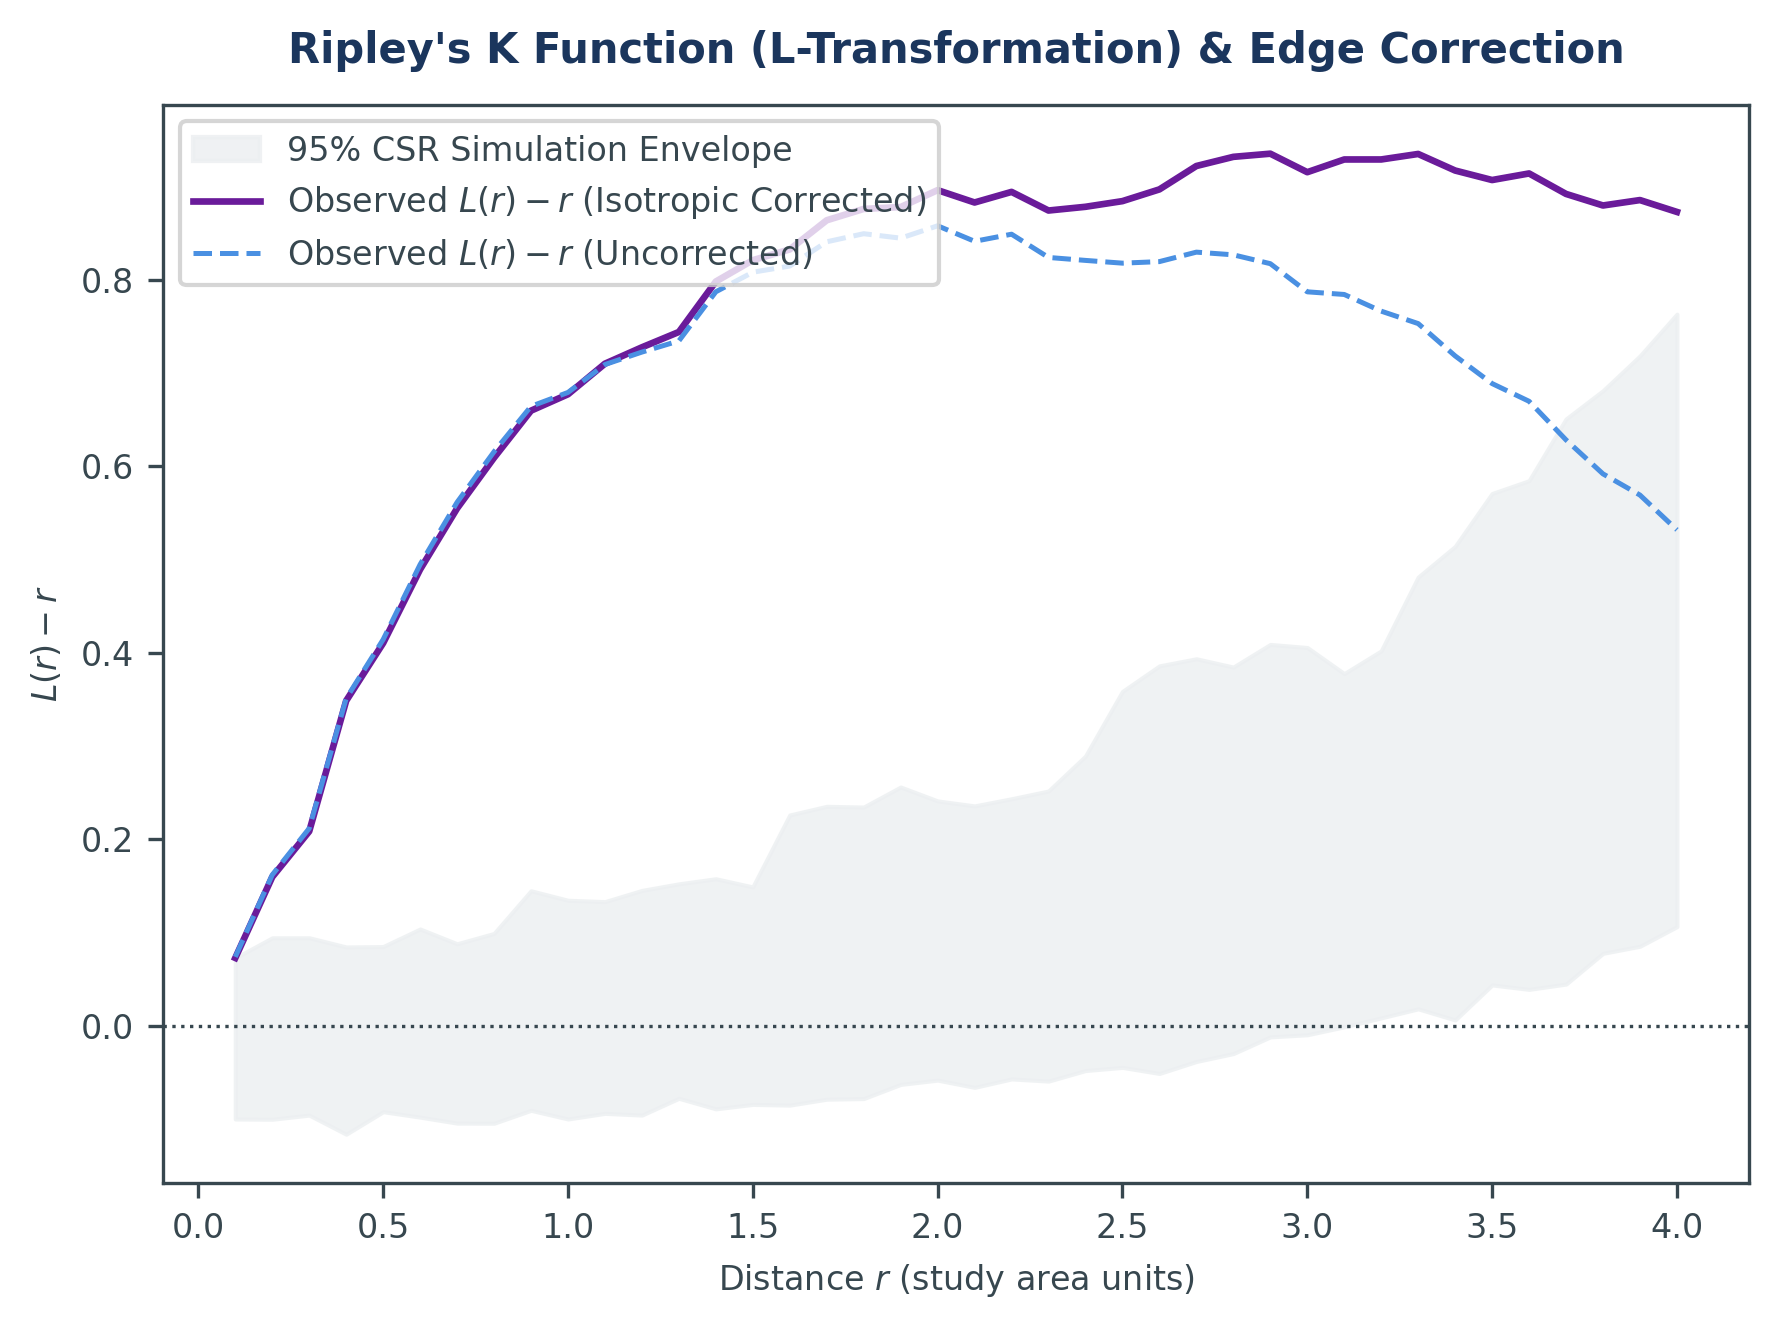 Ripley's K Function (L-Transformation) & Edge Correction
95% CSR Simulation Envelope
Observed L(r) − r (Isotropic Corrected)
Observed L(r) − r (Uncorrected)
L(r) − r
0.8
0.6
0.4
0.2
0.0
0.0 0.5 1.0 1.5 2.0 2.5 3.0 3.5 4.0
Distance r (study area units)